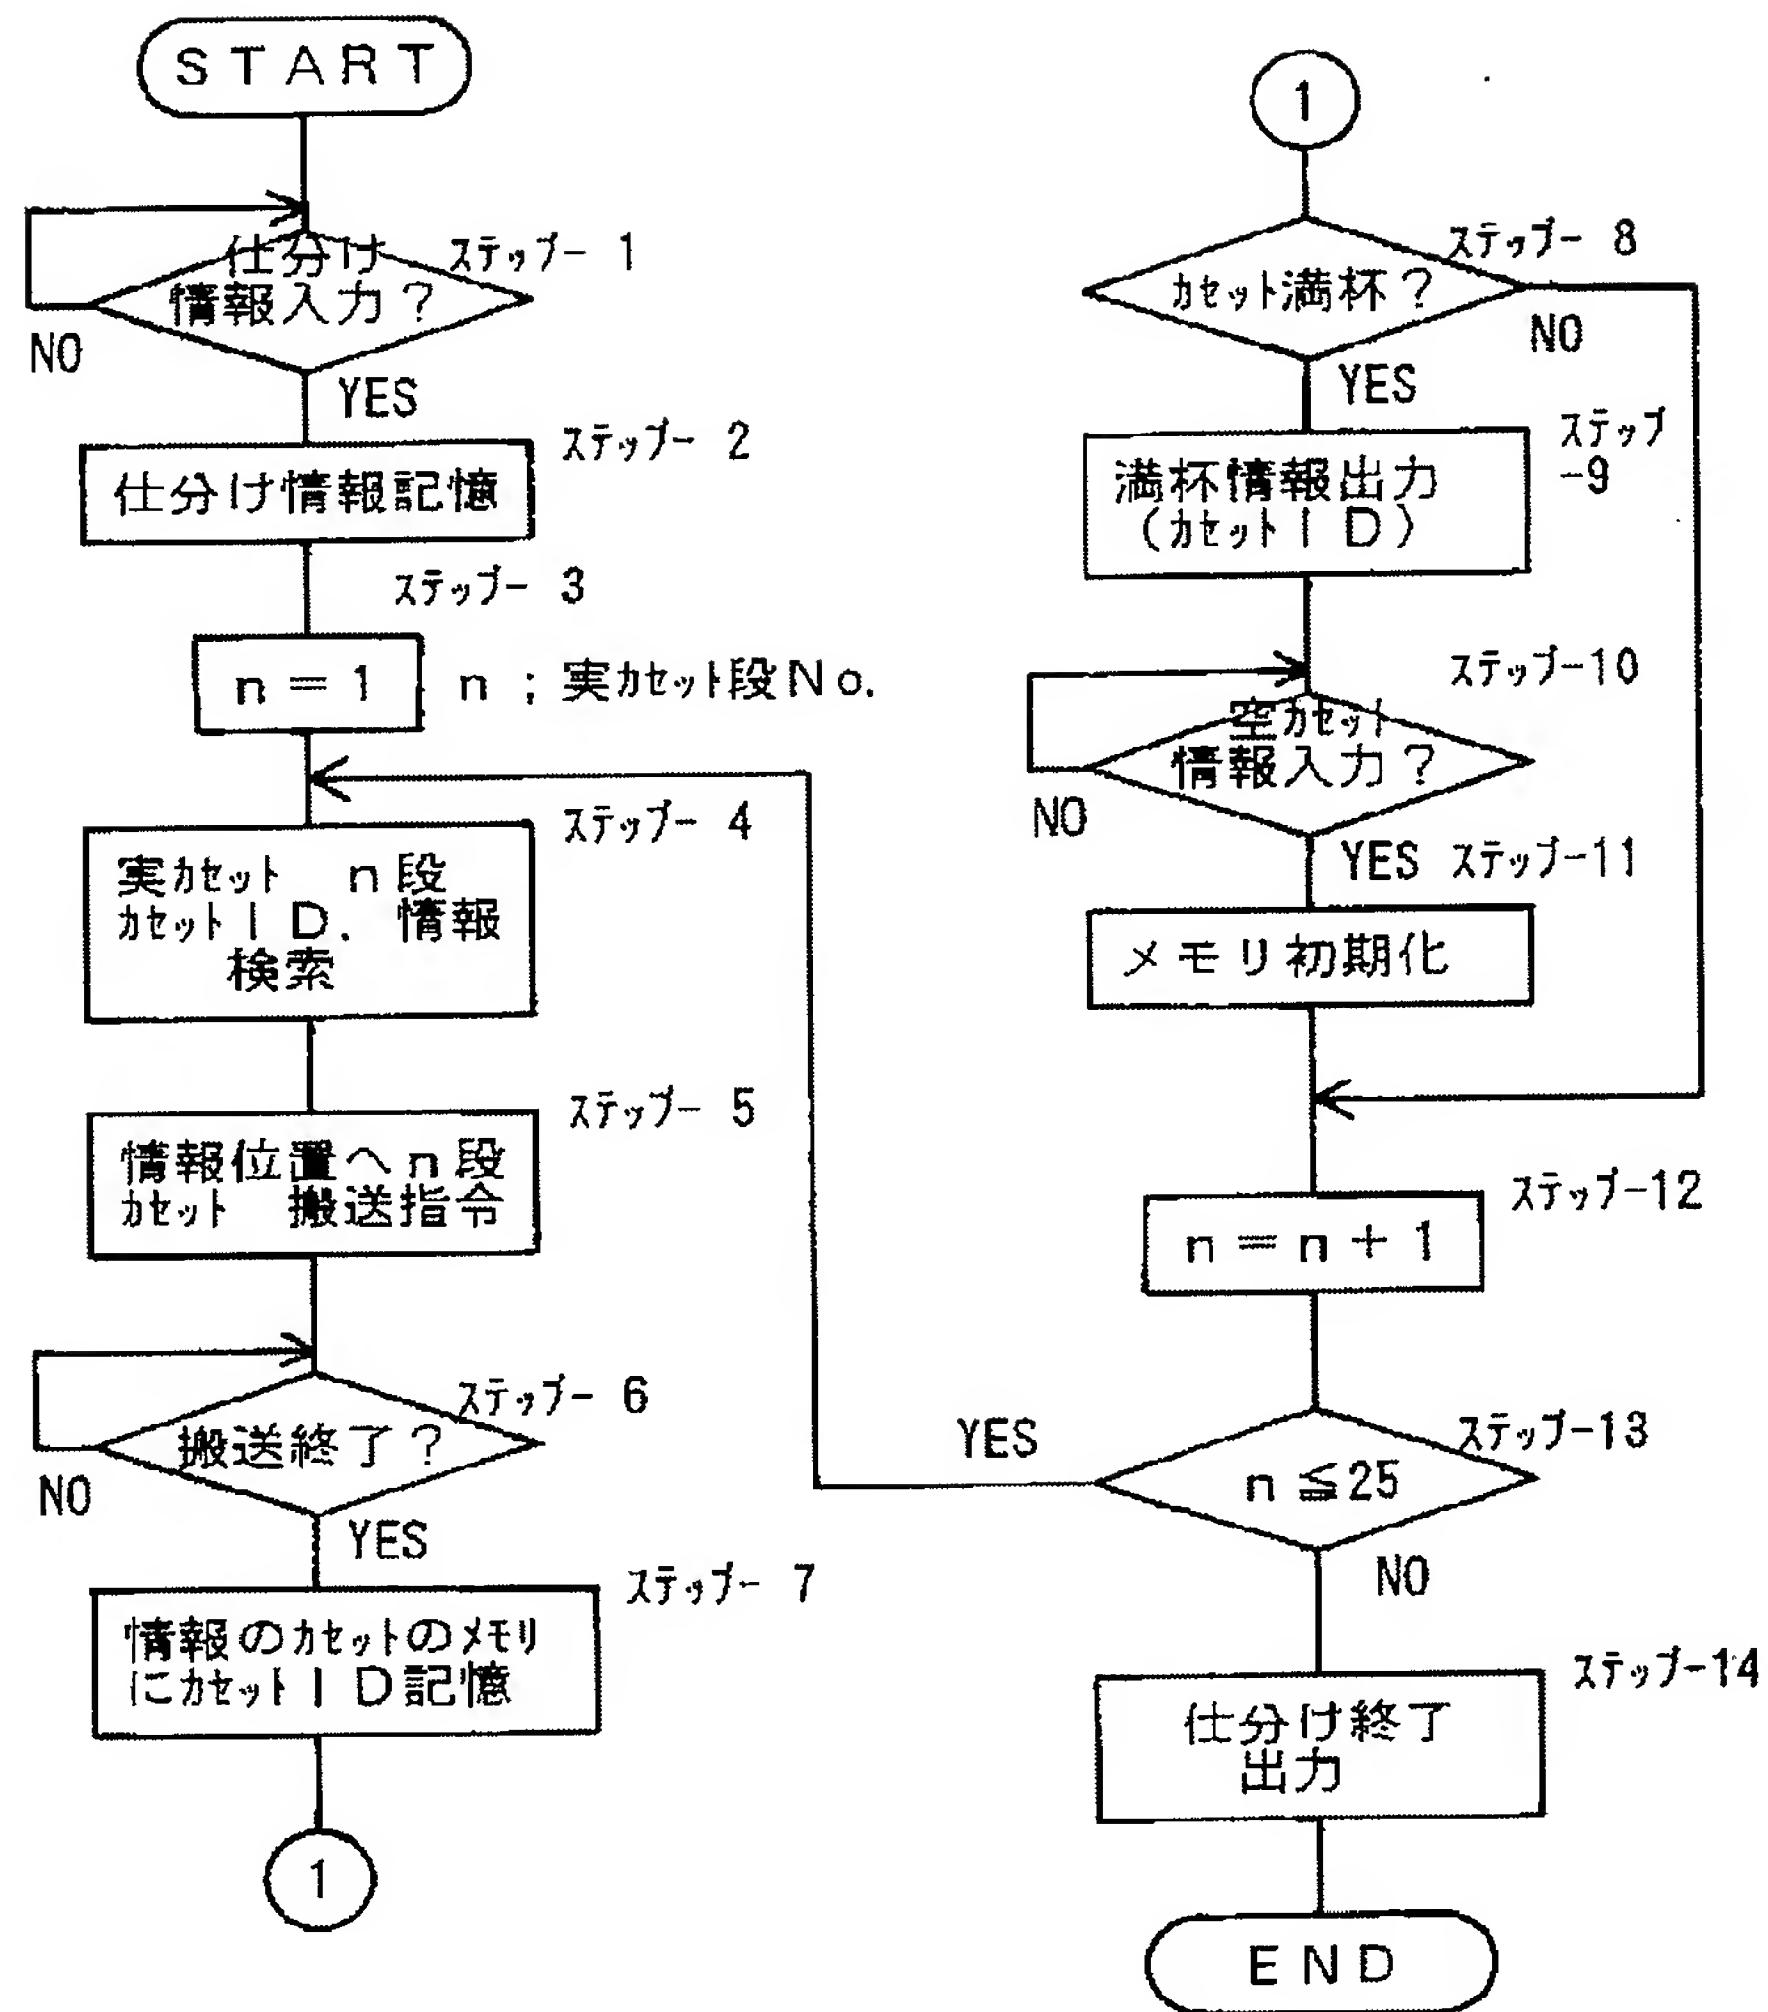 ＳＴＡＲＴ
仕分け
情報入力？
ｽﾃｯﾌﾟ- 1
NO
YES
ｽﾃｯﾌﾟ- 2
仕分け情報記憶
ｽﾃｯﾌﾟ- 3
ｎ＝１
ｎ；実ｶｾｯﾄ段Ｎo.
ｽﾃｯﾌﾟ- 4
実ｶｾｯﾄ　ｎ段
ｶｾｯﾄＩＤ．情報
検索
ｽﾃｯﾌﾟ- 5
情報位置へｎ段
ｶｾｯﾄ　搬送指令
ｽﾃｯﾌﾟ- 6
搬送終了？
NO
YES
ｽﾃｯﾌﾟ- 7
情報のｶｾｯﾄのﾒﾓﾘ
にｶｾｯﾄＩＤ記憶
1
1
ｽﾃｯﾌﾟ- 8
ｶｾｯﾄ満杯？
NO
YES
ｽﾃｯﾌﾟ
-9
満杯情報出力
（ｶｾｯﾄＩＤ）
ｽﾃｯﾌﾟ-10
空ｶｾｯﾄ
情報入力？
NO
YES
ｽﾃｯﾌﾟ-11
メモリ初期化
ｽﾃｯﾌﾟ-12
ｎ＝ｎ＋１
ｽﾃｯﾌﾟ-13
YES
ｎ≦25
NO
ｽﾃｯﾌﾟ-14
仕分け終了
出力
ＥＮＤ